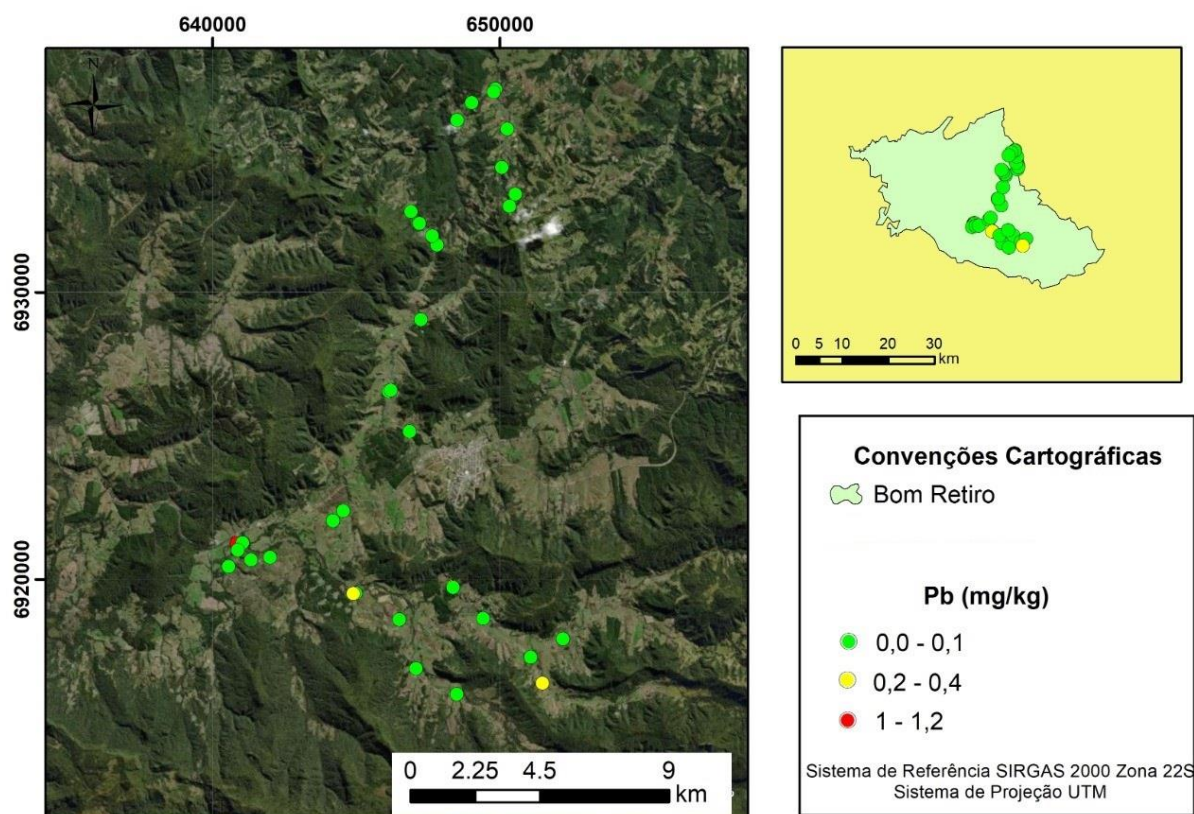 640000
650000
N
6930000
6920000
0 2.25 4.5 9
km
0 5 10 20 30
km
Convenções Cartográficas
Bom Retiro
Pb (mg/kg)
0,0 - 0,1
0,2 - 0,4
1 - 1,2
Sistema de Referência SIRGAS 2000 Zona 22S
Sistema de Projeção UTM